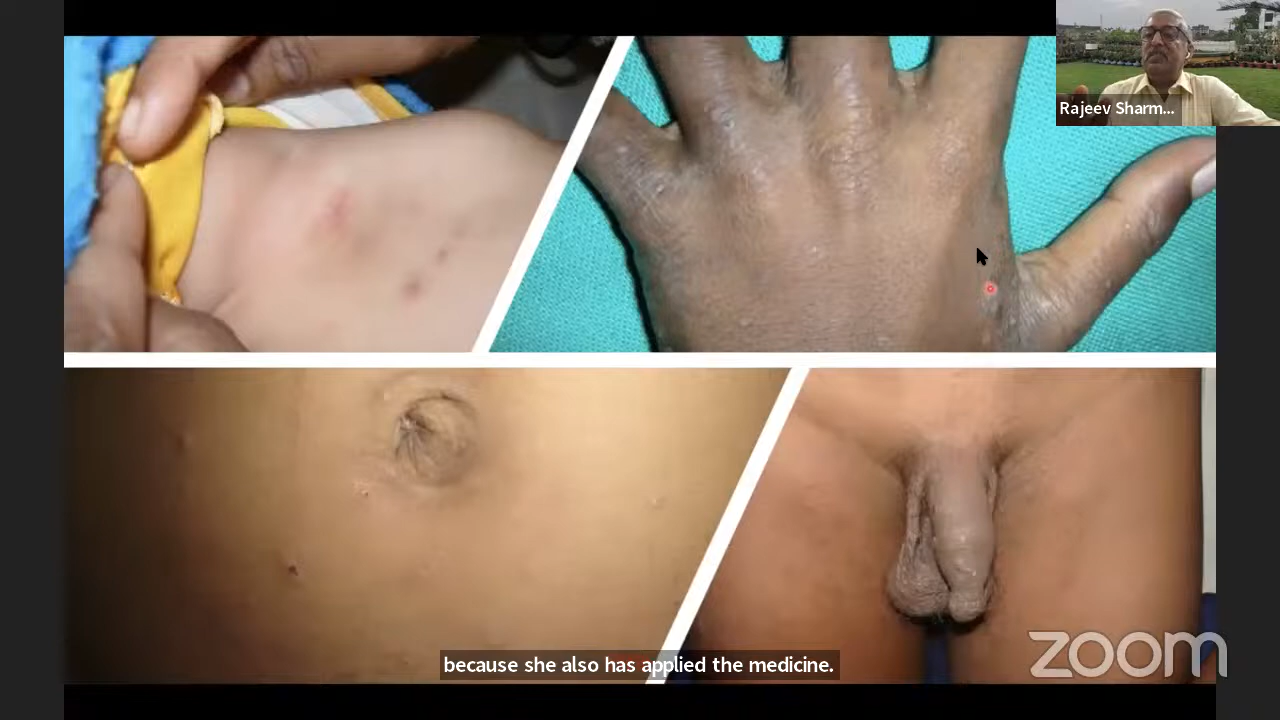 Rajeev Sharm...
because she also has applied the medicine.
zoom